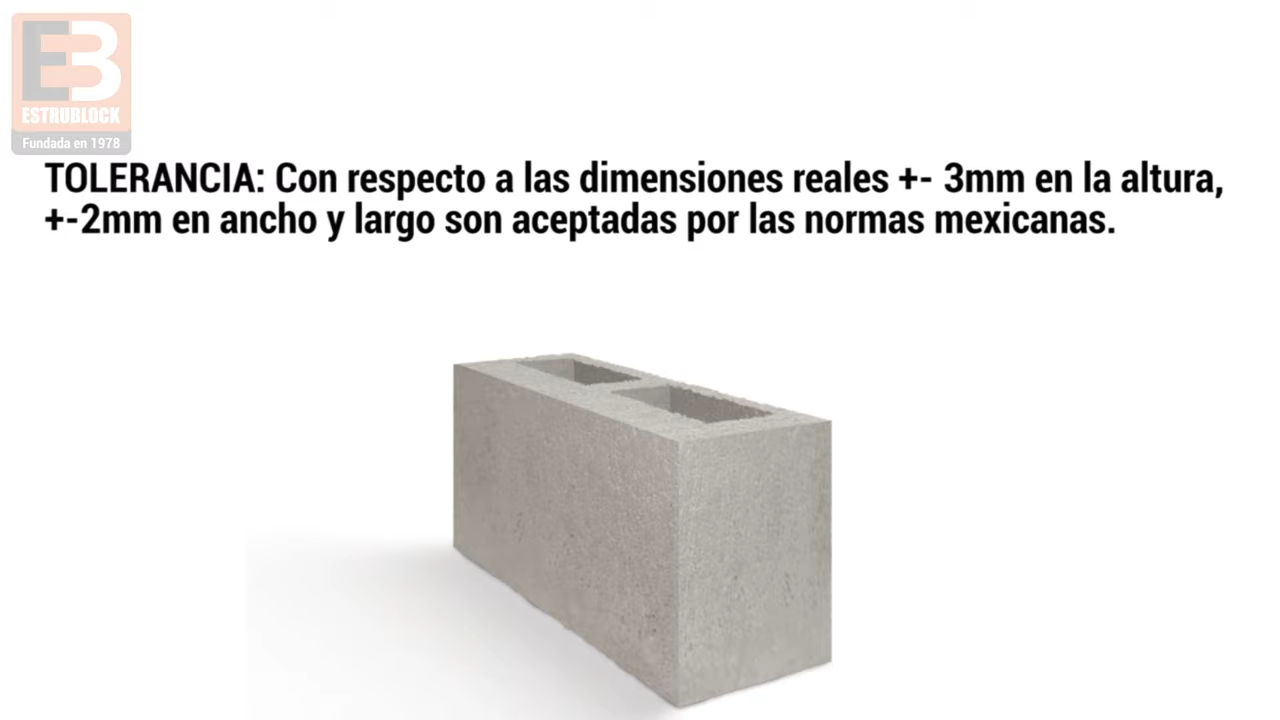 EB
ESTRUBLOCK
Fundada en 1978
TOLERANCIA: Con respecto a las dimensiones reales +- 3mm en la altura,
+-2mm en ancho y largo son aceptadas por las normas mexicanas.